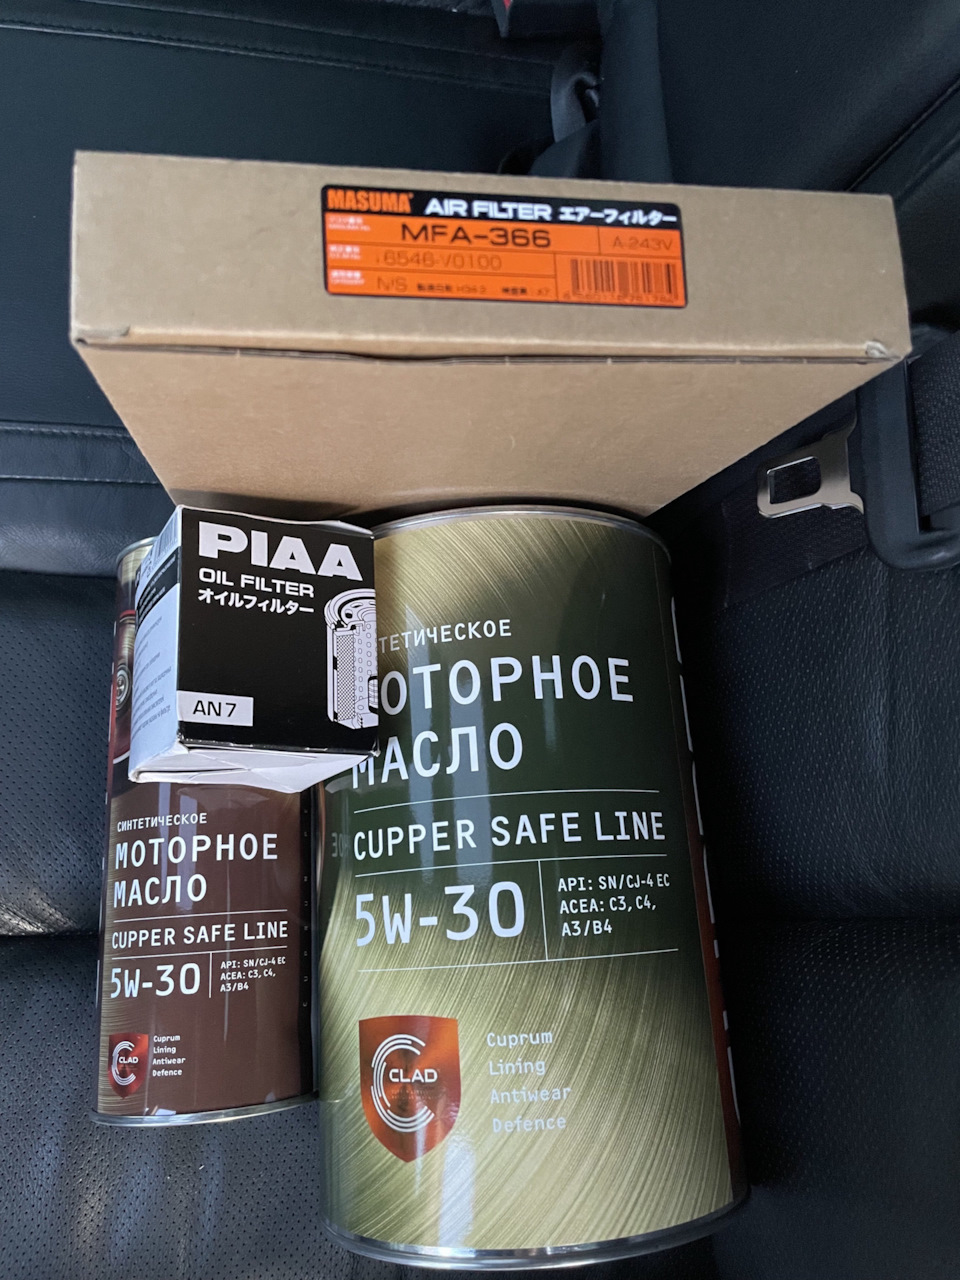 MASUMA AIR FILTER エアーフィルター
MFA-366
A-243V
16546-V0100
N/S
PIAA
OIL FILTER
オイルフィルター
AN7
СИНТЕТИЧЕСКОЕ
МОТОРНОЕ
МАСЛО
CUPPER SAFE LINE
5W-30
API: SN/CJ-4 EC
ACEA: C3, C4,
A3/B4
CLAD
Cuprum
Lining
Antiwear
Defence
ТЕТИЧЕСКОЕ
МОТОРНОЕ
МАСЛО
CUPPER SAFE LINE
5W-30
API: SN/CJ-4 EC
ACEA: C3, C4,
A3/B4
CLAD
Cuprum
Lining
Antiwear
Defence